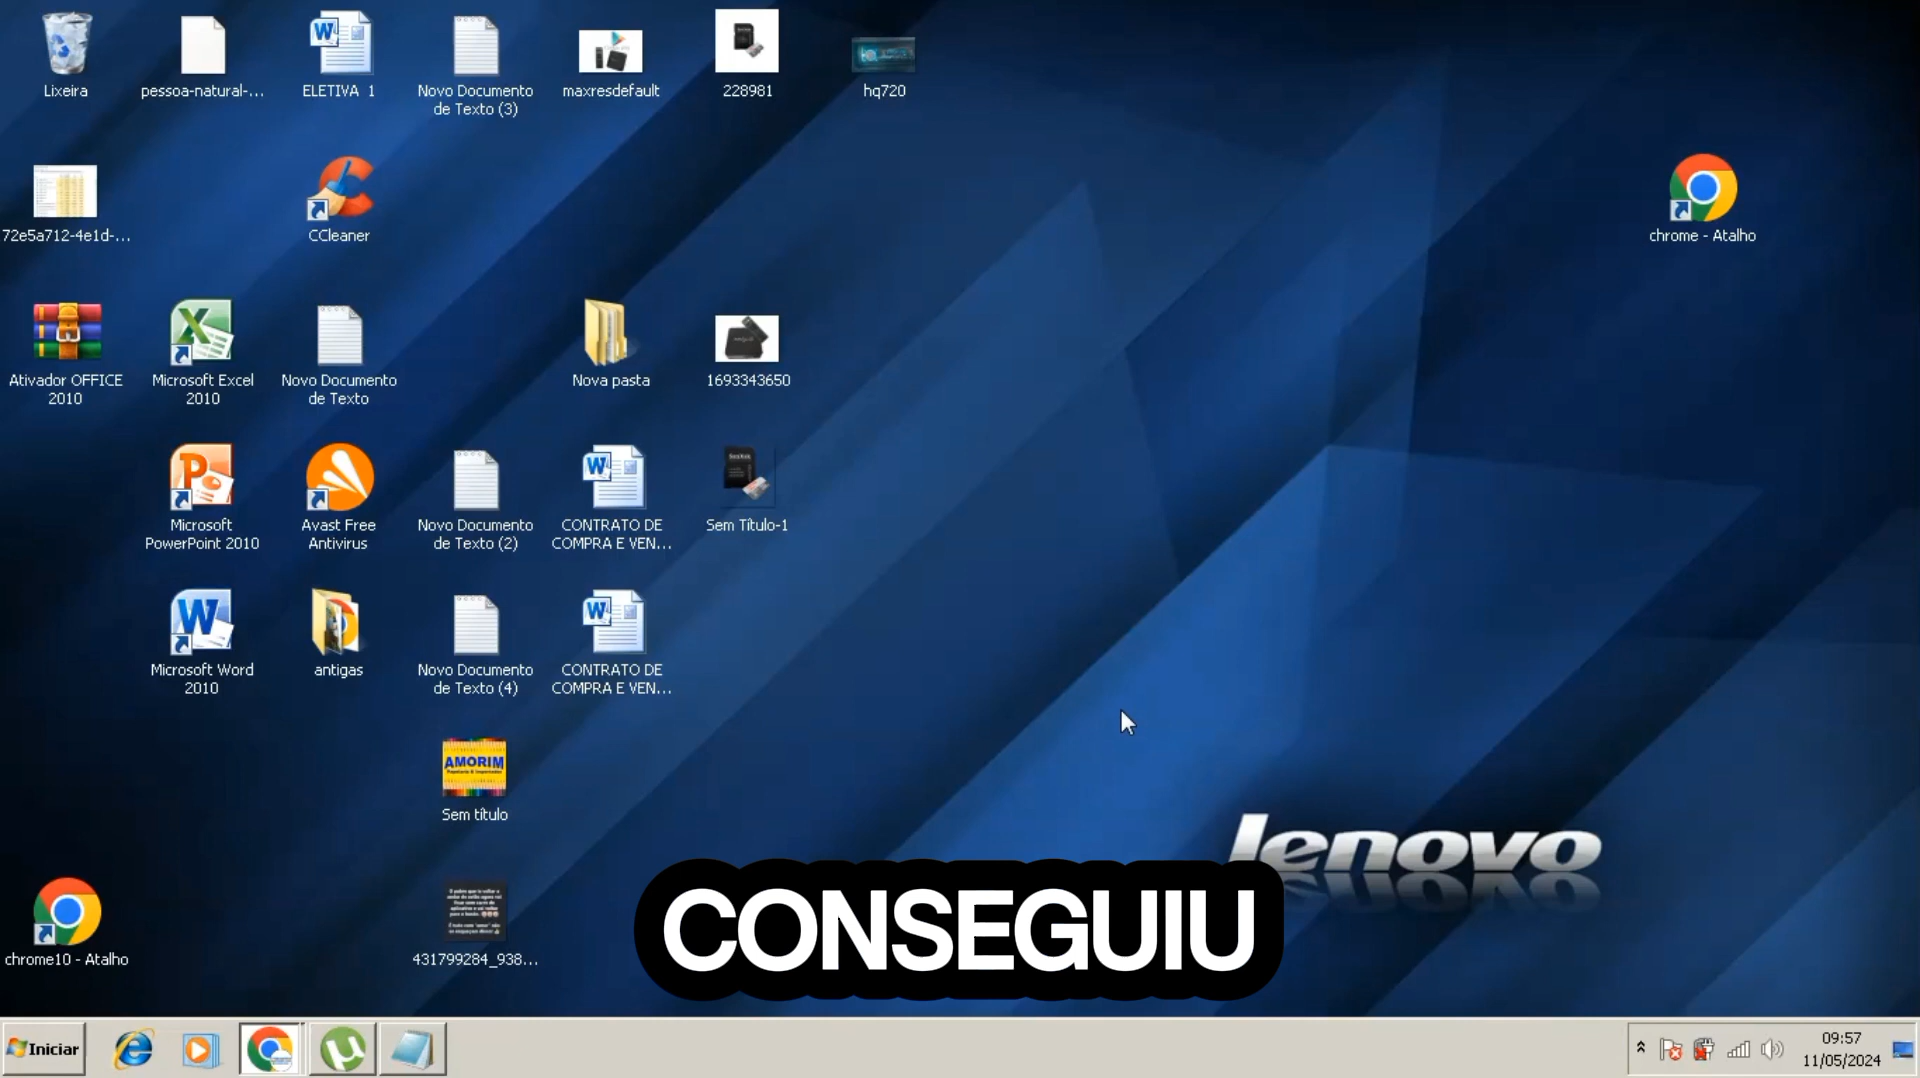 Lixeira
pessoa-natural-...
ELETIVA 1
Novo Documento
de Texto (3)
maxresdefault
228981
hq720
72e5a712-4e1d-...
CCleaner
chrome - Atalho
Ativador OFFICE
2010
Microsoft Excel
2010
Novo Documento
de Texto
Nova pasta
1693343650
Microsoft
PowerPoint 2010
Avast Free
Antivirus
Novo Documento
de Texto (2)
CONTRATO DE
COMPRA E VEN...
Sem Título-1
Microsoft Word
2010
antigas
Novo Documento
de Texto (4)
CONTRATO DE
COMPRA E VEN...
AMORIM
Sem título
lenovo
chrome10 - Atalho
431799284_938...
CONSEGUIU
Iniciar
09:57
11/05/2024